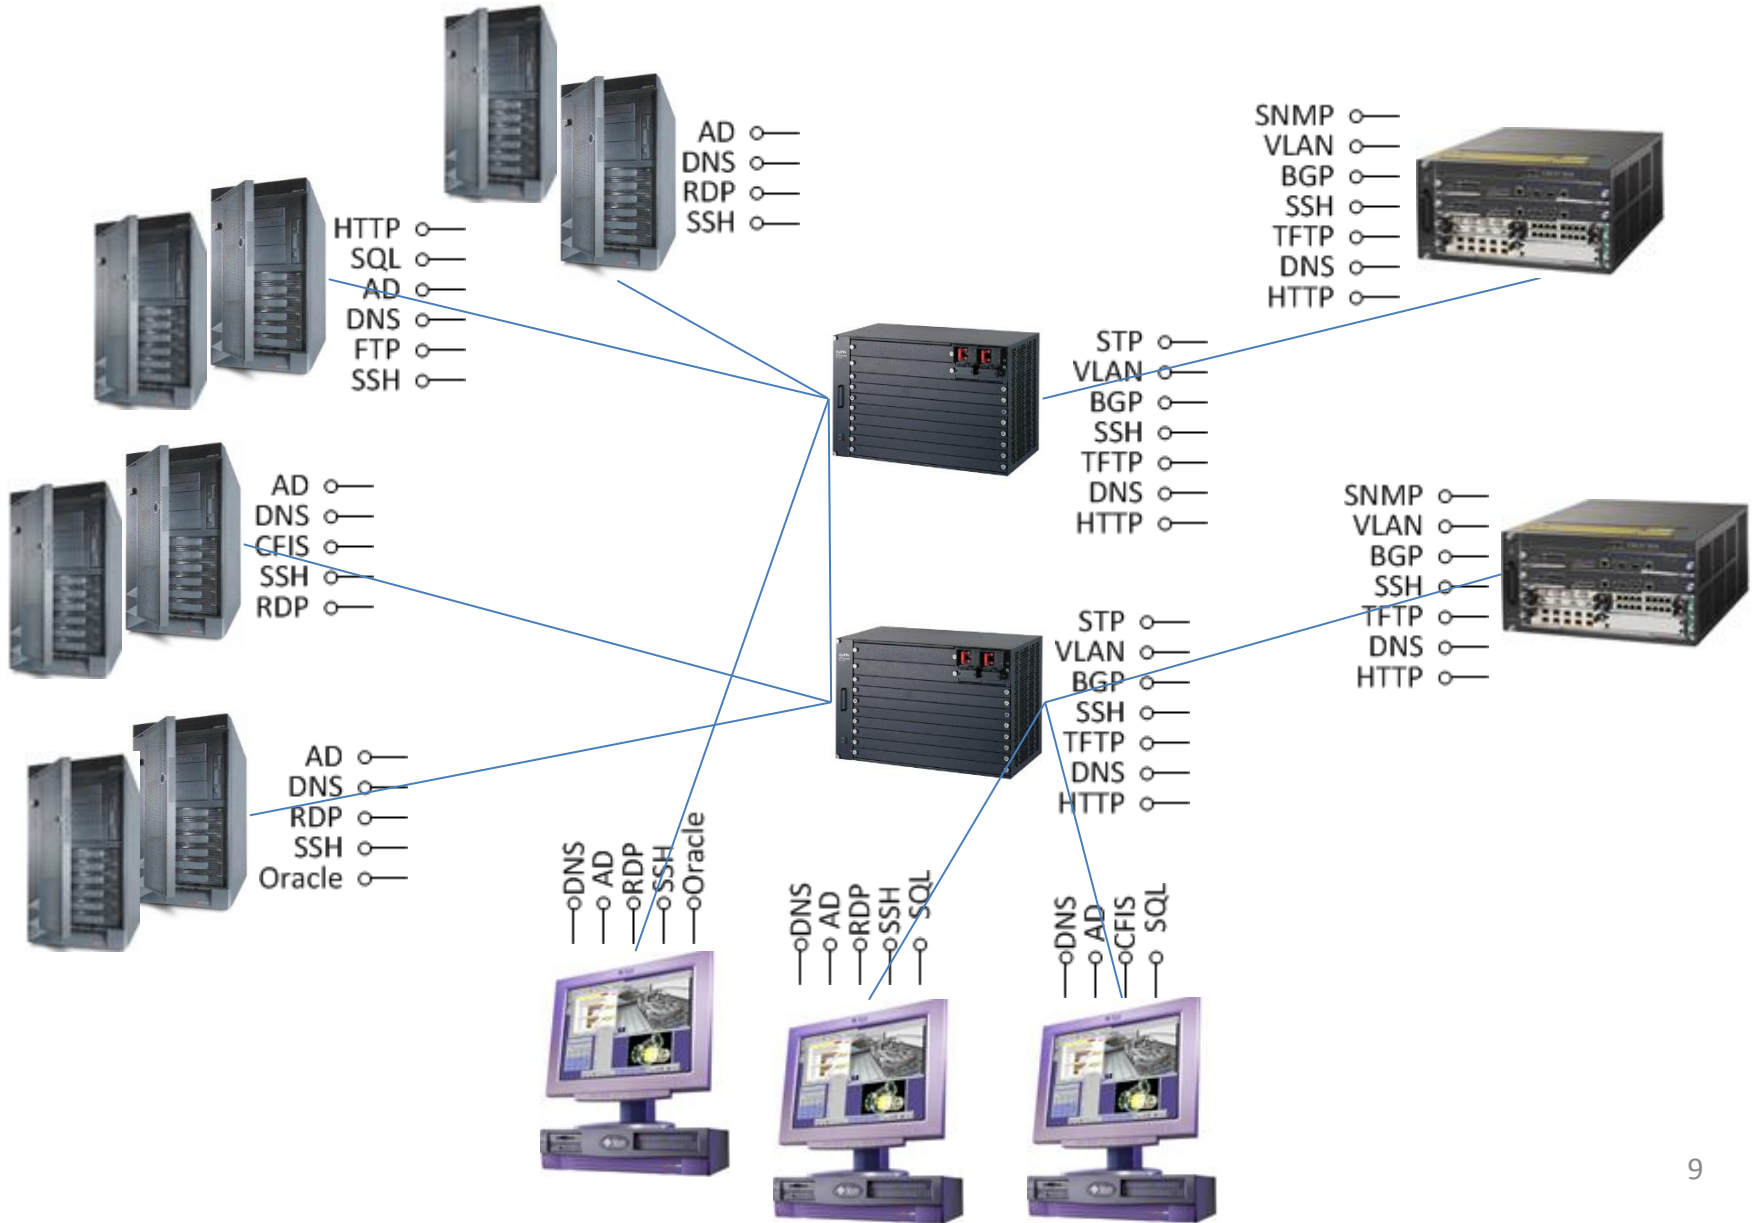 AD
DNS
RDP
SSH
HTTP
SQL
AD
DNS
FTP
SSH
SNMP
VLAN
BGP
SSH
TFTP
DNS
HTTP
STP
VLAN
BGP
SSH
TFTP
DNS
HTTP
AD
DNS
CFIS
SSH
RDP
SNMP
VLAN
BGP
SSH
TFTP
DNS
HTTP
STP
VLAN
BGP
SSH
TFTP
DNS
HTTP
AD
DNS
RDP
SSH
Oracle
DNS
AD
RDP
SSH
Oracle
DNS
AD
RDP
SSH
SQL
DNS
AD
CFIS
SQL
9